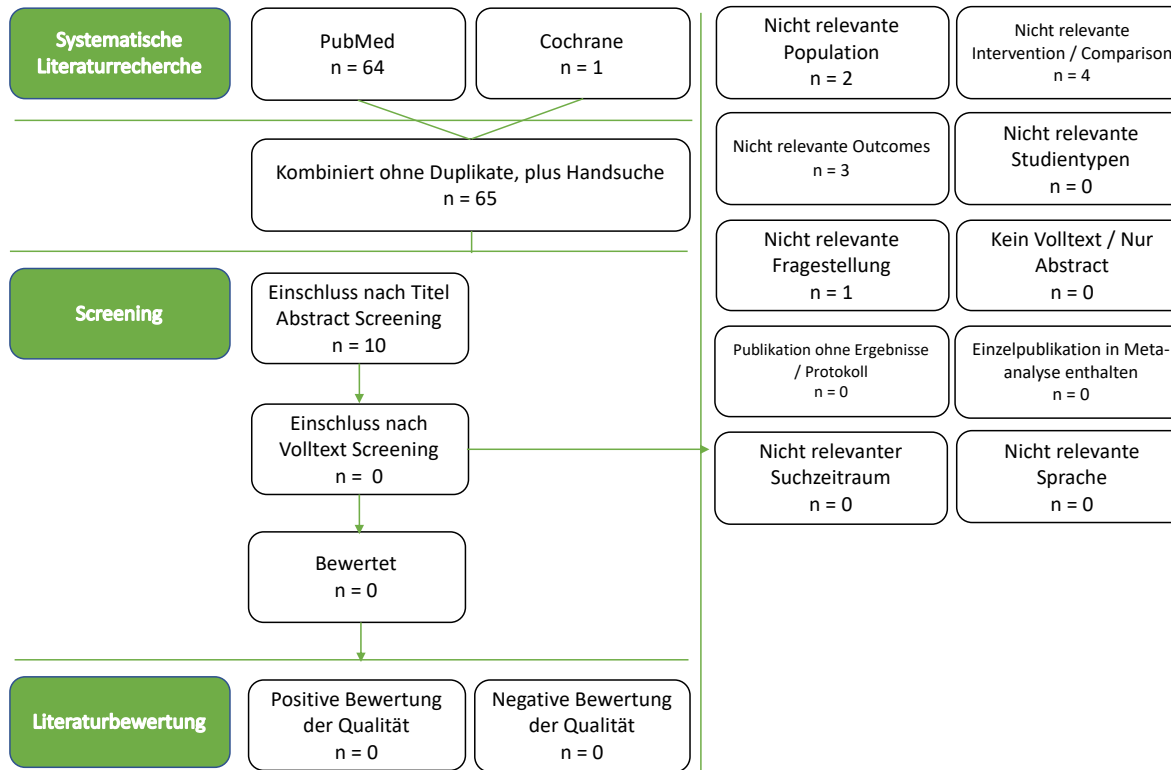 Systematische
Literaturrecherche
PubMed
n = 64
Cochrane
n = 1
Kombiniert ohne Duplikate, plus Handsuche
n = 65
Screening
Einschluss nach Titel
Abstract Screening
n = 10
Einschluss nach
Volltext Screening
n = 0
Bewertet
n = 0
Literaturbewertung
Positive Bewertung
der Qualität
n = 0
Negative Bewertung
der Qualität
n = 0
Nicht relevante
Population
n = 2
Nicht relevante
Intervention / Comparison
n = 4
Nicht relevante Outcomes
n = 3
Nicht relevante
Studientypen
n = 0
Nicht relevante
Fragestellung
n = 1
Kein Volltext / Nur
Abstract
n = 0
Publikation ohne Ergebnisse
/ Protokoll
n = 0
Einzelpublikation in Meta-
analyse enthalten
n = 0
Nicht relevanter
Suchzeitraum
n = 0
Nicht relevante
Sprache
n = 0